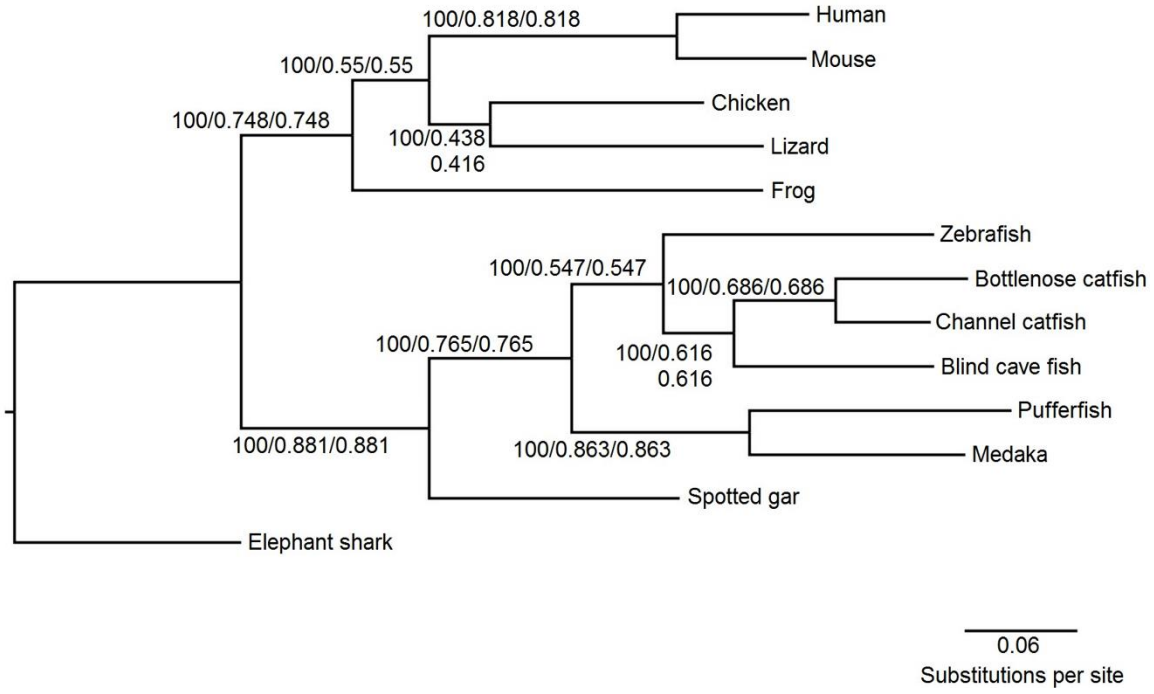 Human
100/0.818/0.818
Mouse
100/0.55/0.55
Chicken
100/0.748/0.748
100/0.438
0.416
Lizard
Frog
Zebrafish
100/0.547/0.547
Bottlenose catfish
100/0.686/0.686
Channel catfish
100/0.765/0.765
100/0.616
0.616
Blind cave fish
Pufferfish
100/0.881/0.881
100/0.863/0.863
Medaka
Spotted gar
Elephant shark
0.06
Substitutions per site